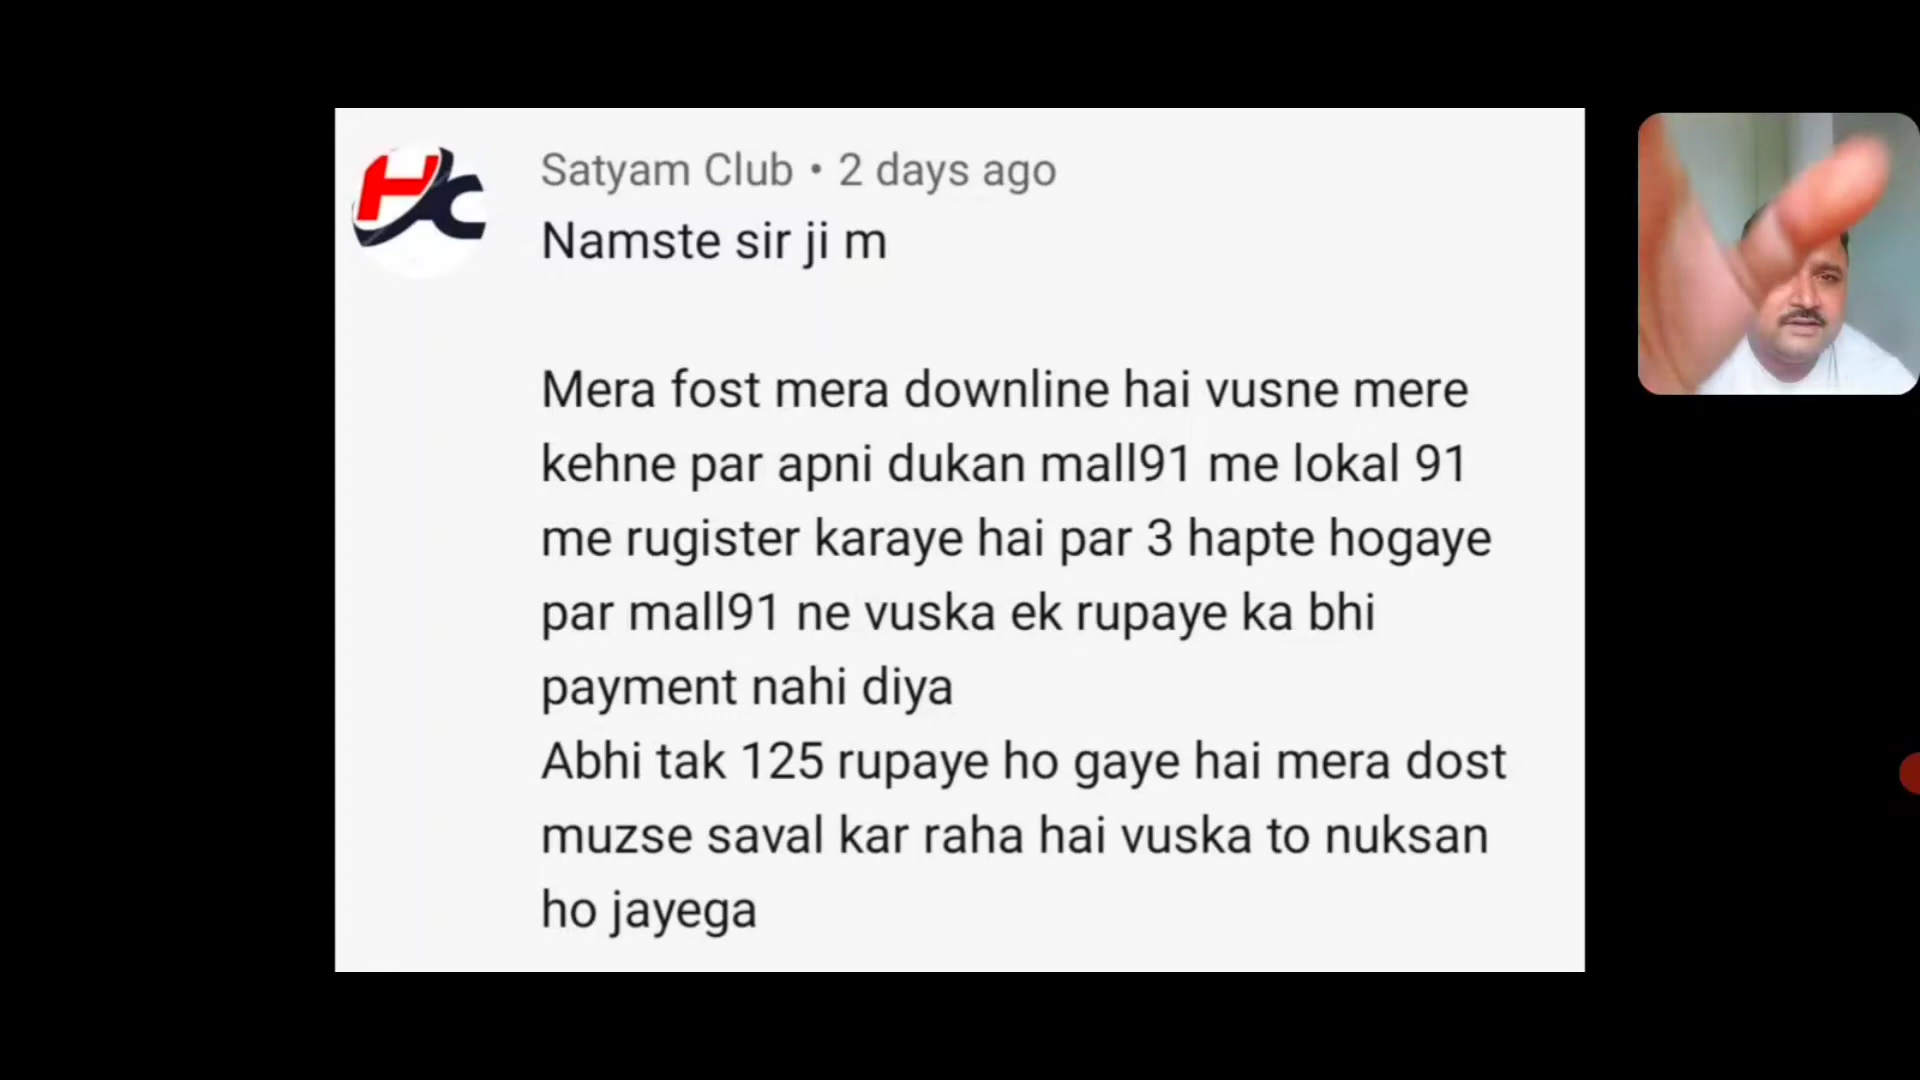 HC
Satyam Club • 2 days ago
Namste sir ji m
Mera fost mera downline hai vusne mere
kehne par apni dukan mall91 me lokal 91
me rugister karaye hai par 3 hapte hogaye
par mall91 ne vuska ek rupaye ka bhi
payment nahi diya
Abhi tak 125 rupaye ho gaye hai mera dost
muzse saval kar raha hai vuska to nuksan
ho jayega